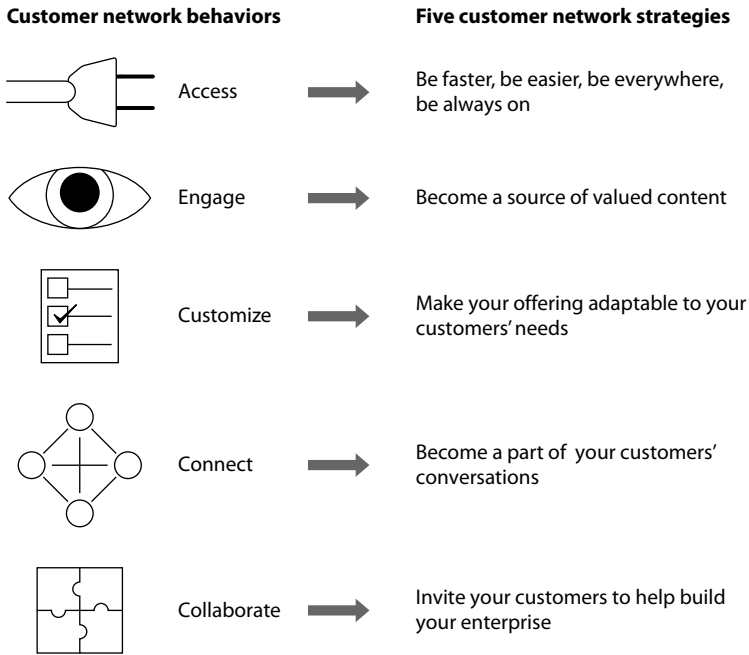 Customer network behaviors
Five customer network strategies
Access
Be faster, be easier, be everywhere,
be always on
Engage
Become a source of valued content
Customize
Make your offering adaptable to your
customers’ needs
Connect
Become a part of your customers’
conversations
Collaborate
Invite your customers to help build
your enterprise